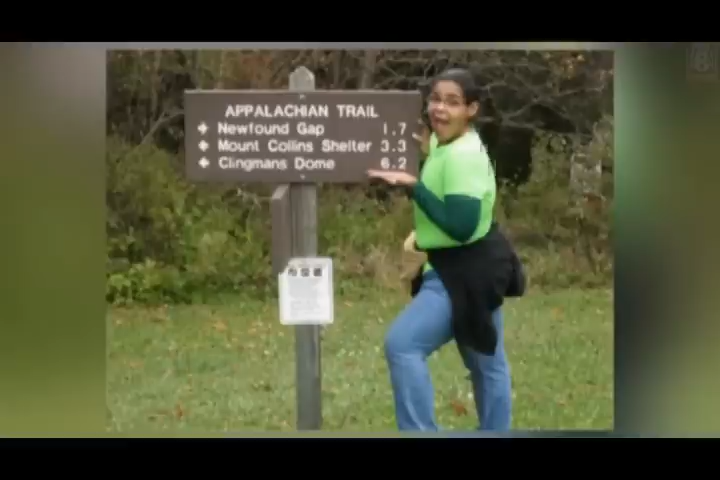 APPALACHIAN TRAIL
Newfound Gap 1.7
Mount Collins Shelter 3.3
Clingmans Dome 6.2